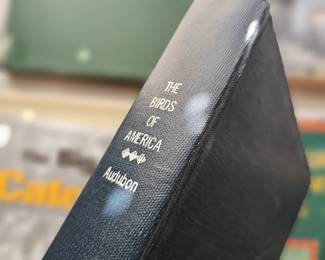 THE
BIRDS
OF
AMERICA
Audubon